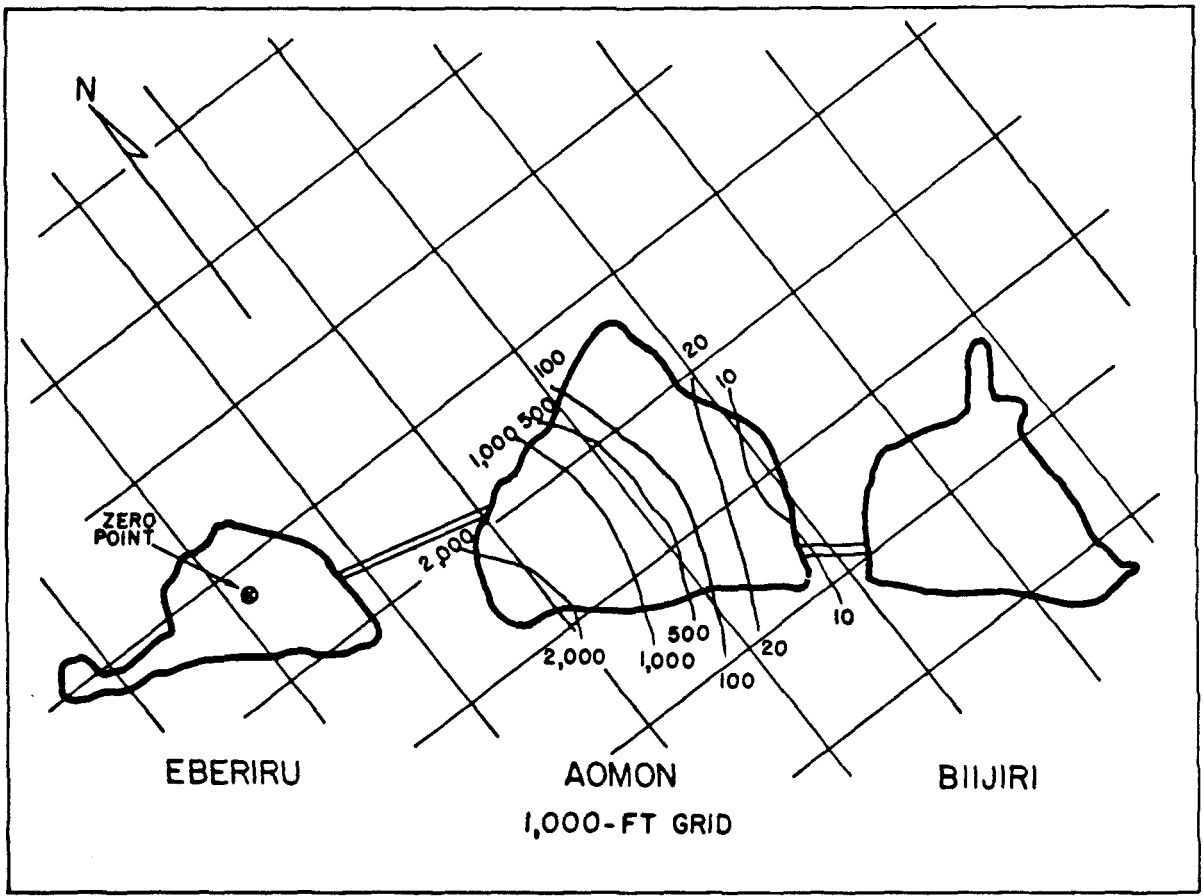 N
100
20
10
500
1,000
ZERO
POINT
2,000
10
500
20
2,000
1,000
100
EBERIRU
AOMON
BIIJIRI
1,000-FT GRID